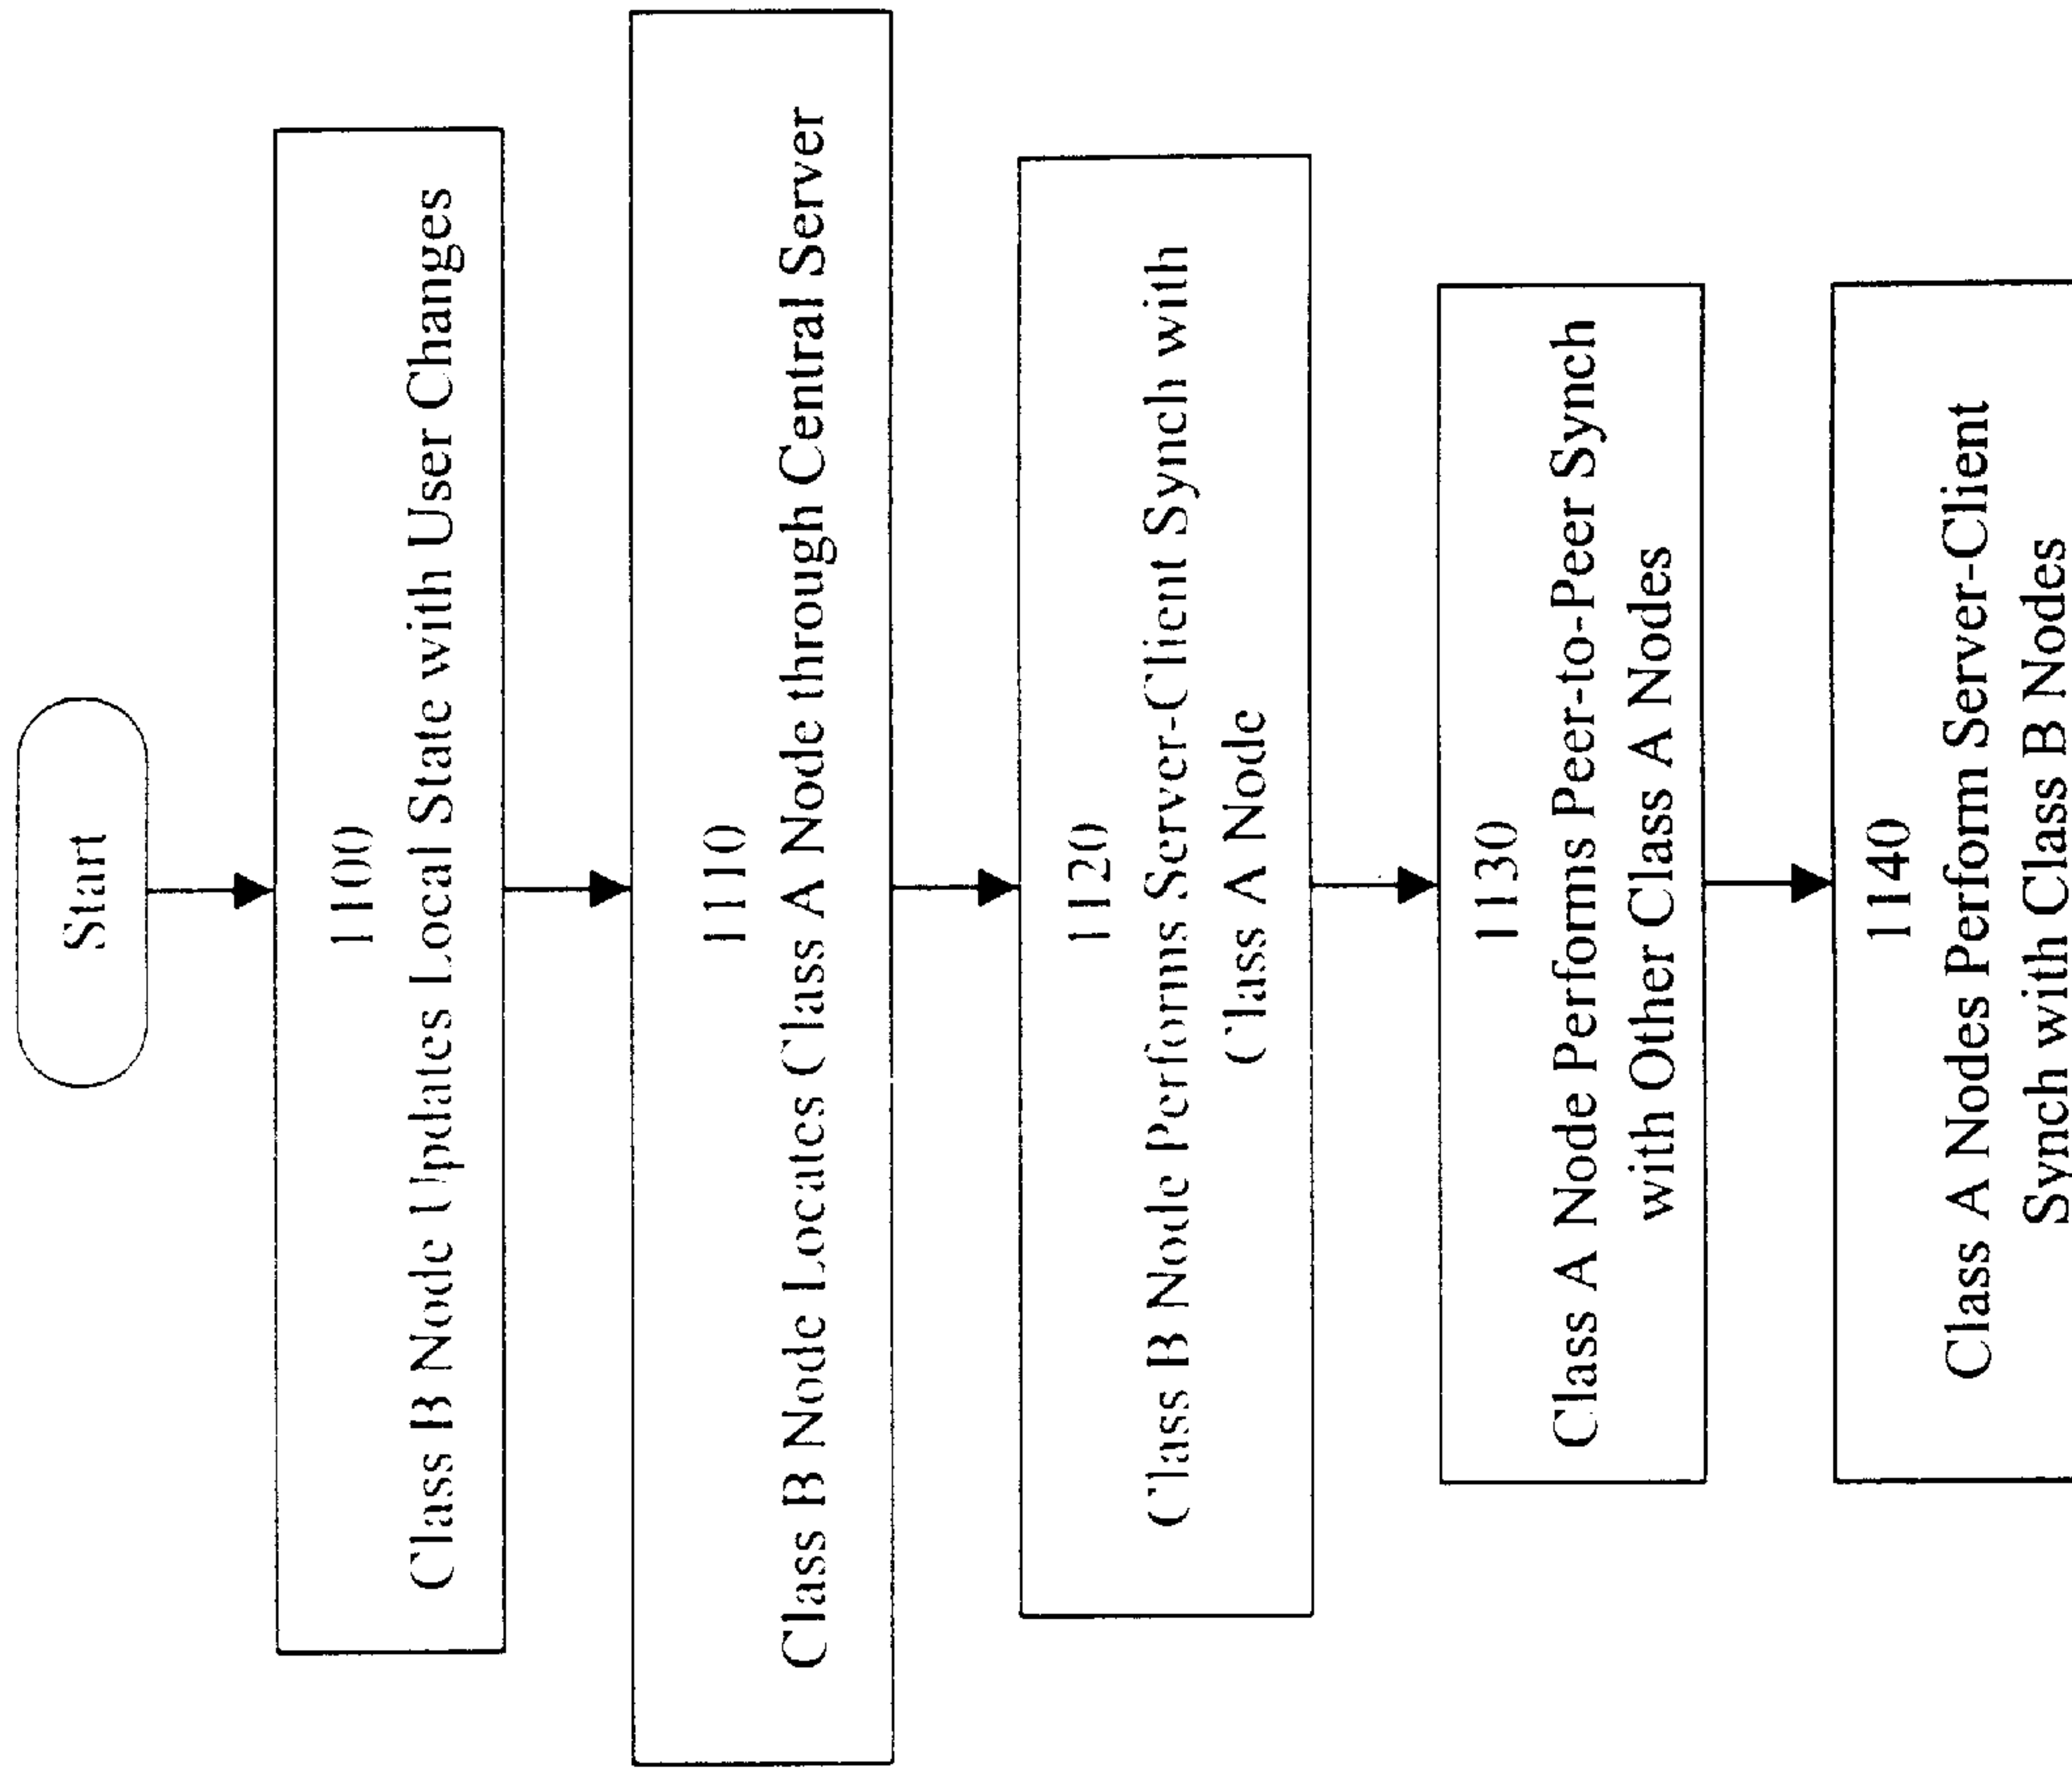 Start
1100
Class B Node Updates Local State with User Changes
1110
Class B Node Locates Class A Node through Central Server
1120
Class B Node Performs Server-Client Synch with
Class A Node
1130
Class A Node Performs Peer-to-Peer Synch
with Other Class A Nodes
1140
Class A Nodes Perform Server-Client
Synch with Class B Nodes